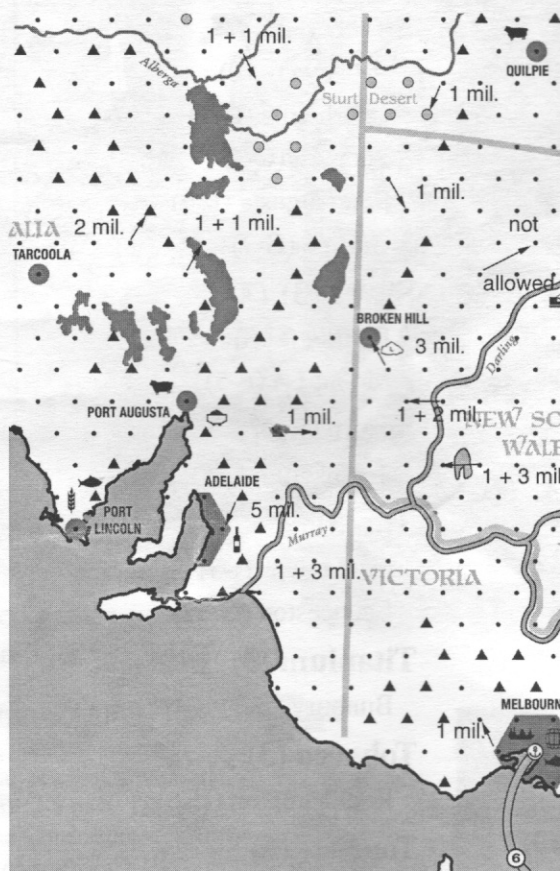 1 + 1 mil.
Alberga
QUILPIE
Sturt Desert
1 mil.
1 mil.
ALIA
2 mil.
1 + 1 mil.
not
allowed
TARCOOLA
BROKEN HILL
L
3 mil.
Darling
PORT AUGUSTA
1 mil.
1 + 2 mil.
NEW SO
WALE
ADELAIDE
1 + 3 mil.
PORT
LINCOLN
5 mil.
Murray
1 + 3 mil.
VICTORIA
MELBOURN
1 mil.
6